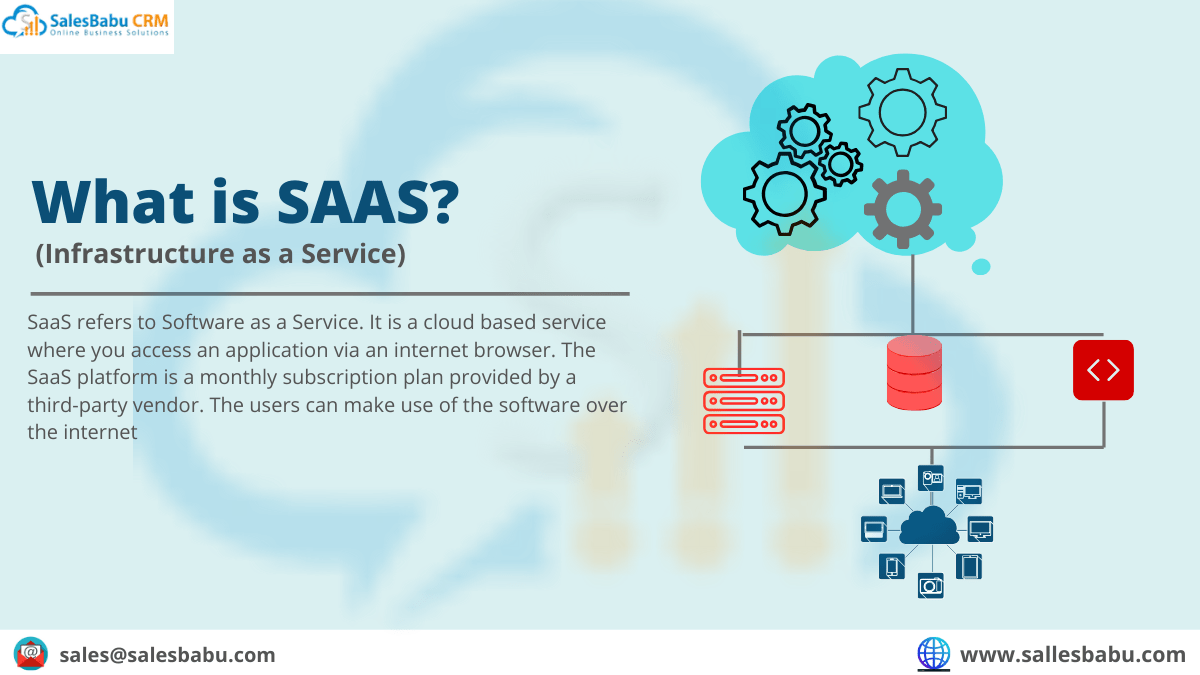 SalesBabu CRM
Online Business Solutions
What is SAAS?
(Infrastructure as a Service)
SaaS refers to Software as a Service. It is a cloud based service
where you access an application via an internet browser. The
SaaS platform is a monthly subscription plan provided by a
third-party vendor. The users can make use of the software over
the internet
sales@salesbabu.com
www.sallesbabu.com